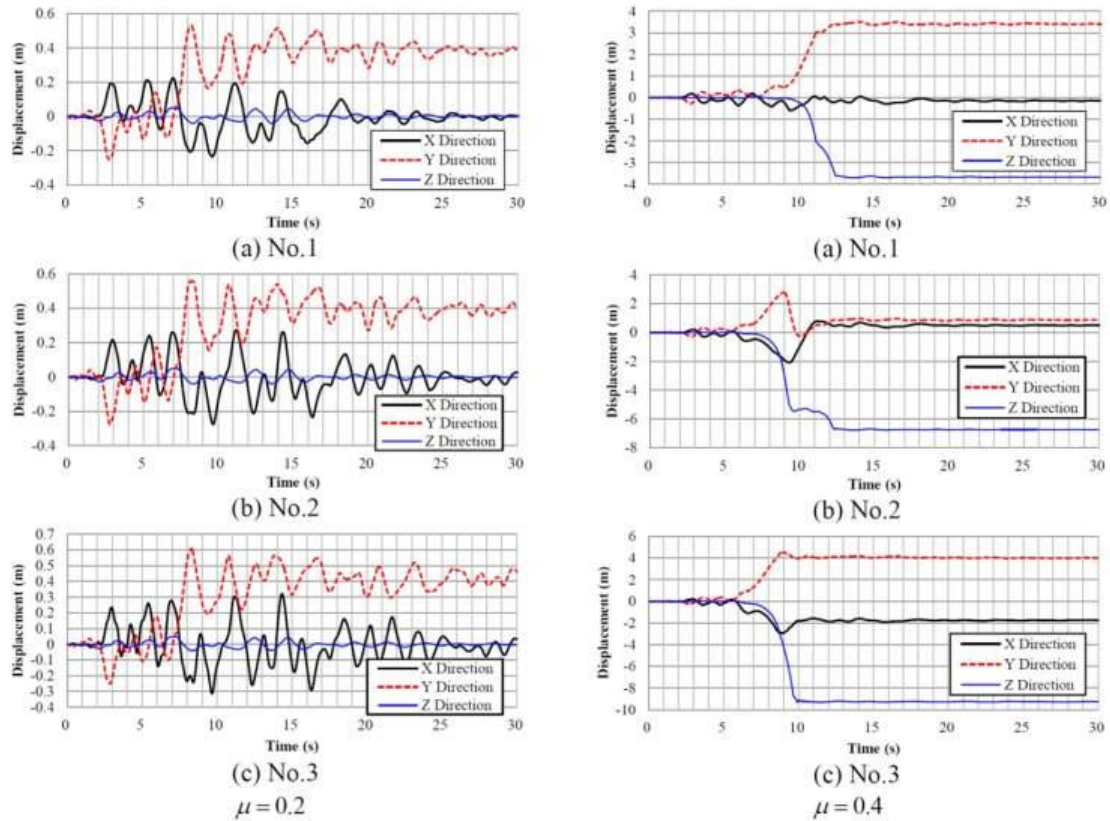 0.6
0.4
0.2
0
-0.2
-0.4
Displacement (m)
X Direction
Y Direction
Z Direction
0 5 10 15 20 25 30
Time (s)
(a) No.1
4
3
2
1
0
-1
-2
-3
-4
Displacement (m)
X Direction
Y Direction
Z Direction
0 5 10 15 20 25 30
Time (s)
(a) No.1
0.6
0.4
0.2
0
-0.2
-0.4
Displacement (m)
X Direction
Y Direction
Z Direction
0 5 10 15 20 25 30
Time (s)
(b) No.2
4
2
0
-2
-4
-6
-8
Displacement (m)
X Direction
Y Direction
Z Direction
0 5 10 15 20 25 30
Time (s)
(b) No.2
0.7
0.6
0.5
0.4
0.3
0.2
0.1
0
-0.1
-0.2
-0.3
-0.4
Displacement (m)
X Direction
Y Direction
Z Direction
0 5 10 15 20 25 30
Time (s)
(c) No.3
μ = 0.2
6
4
2
0
-2
-4
-6
-8
-10
Displacement (m)
X Direction
Y Direction
Z Direction
0 5 10 15 20 25 30
Time (s)
(c) No.3
μ = 0.4